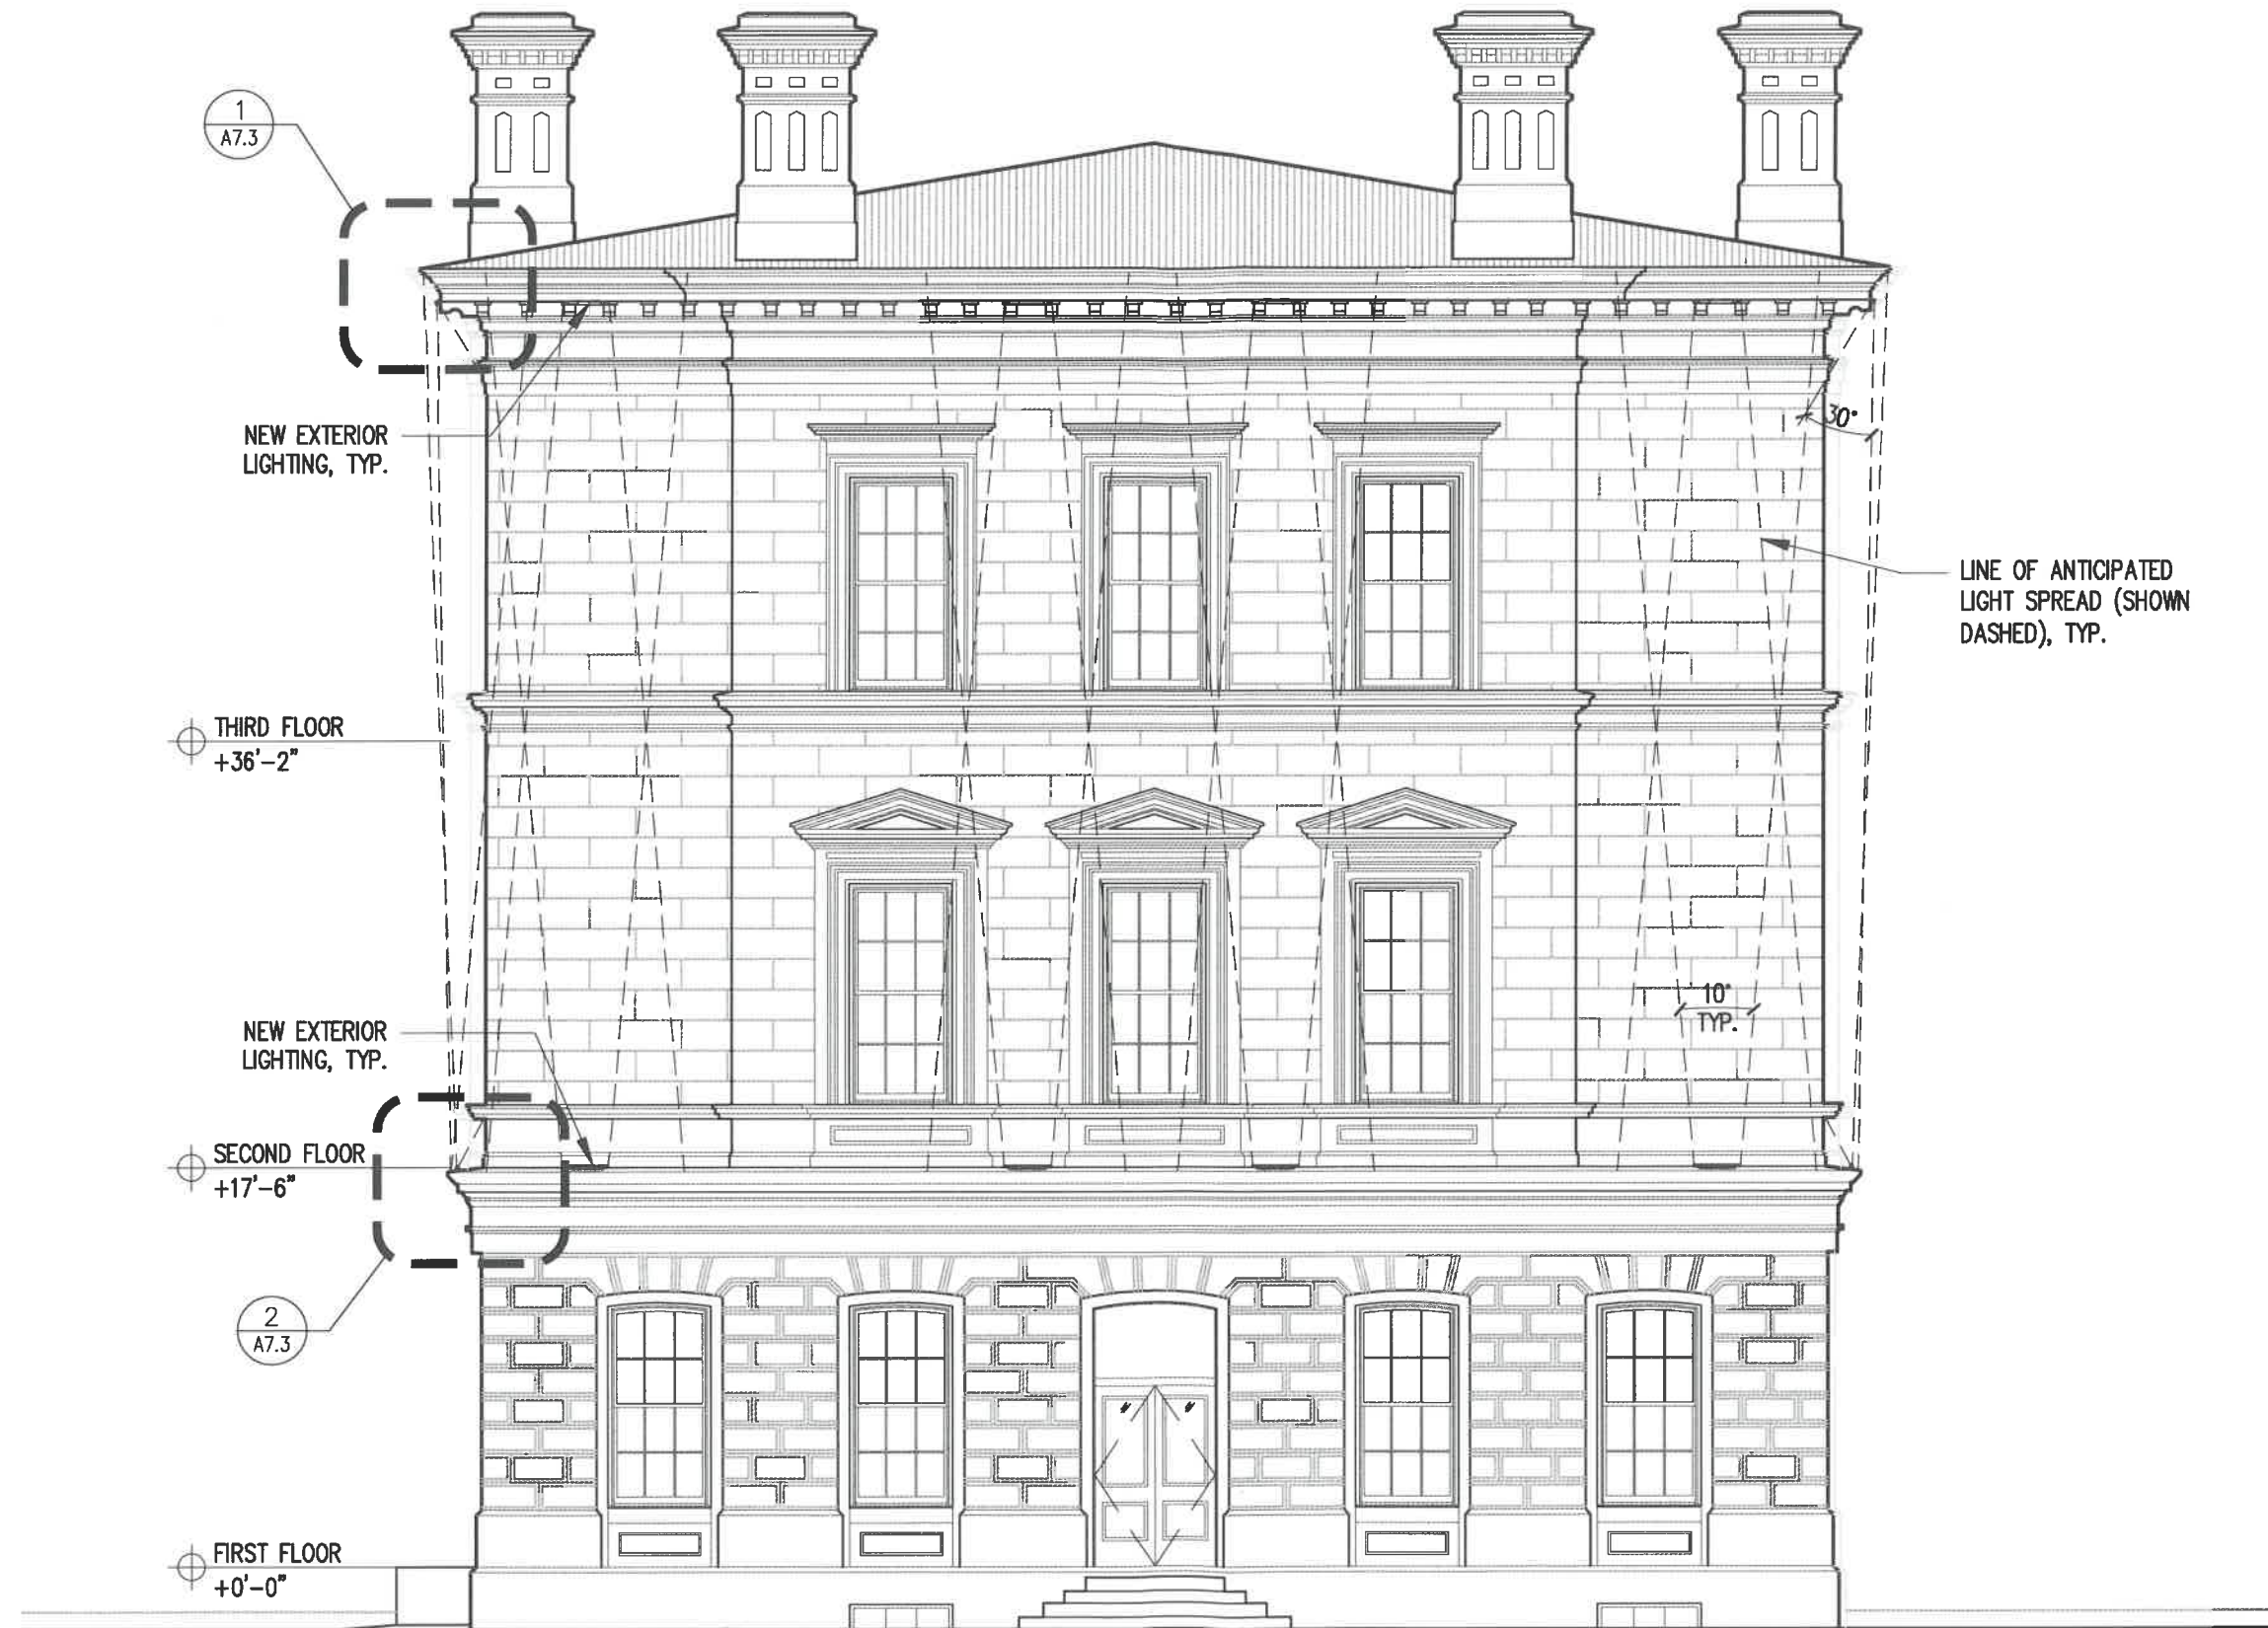 1
A7.3
NEW EXTERIOR
LIGHTING, TYP.
30°
LINE OF ANTICIPATED
LIGHT SPREAD (SHOWN
DASHED), TYP.
THIRD FLOOR
+36'-2"
10°
TYP.
NEW EXTERIOR
LIGHTING, TYP.
SECOND FLOOR
+17'-6"
2
A7.3
FIRST FLOOR
+0'-0"